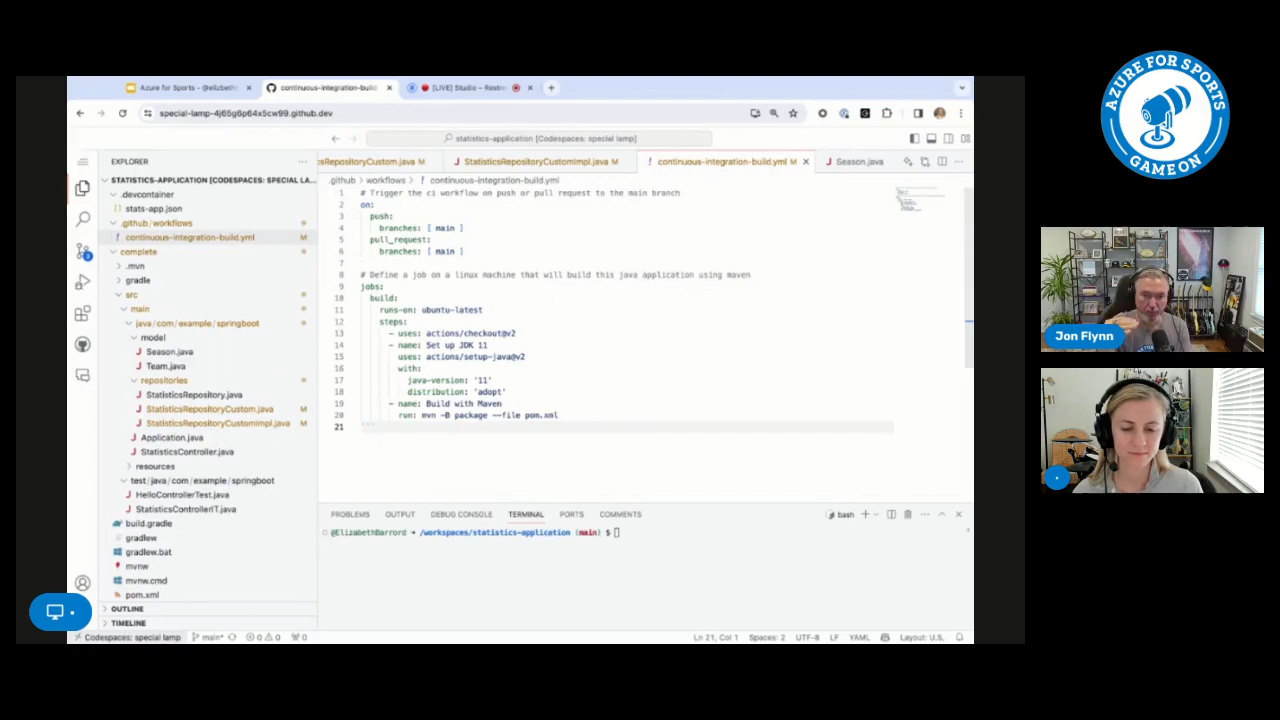 Azure for Sports - @elizabeth
continuous-integration-build
[LIVE] Studio – Restre
special-lamp-4j65g6p64x5cw99.github.dev
statistics-application [Codespaces: special lamp]
EXPLORER
sRepositoryCustom.java M
StatisticsRepositoryCustomImpl.java M
continuous-integration-build.yml M
Season.java
STATISTICS-APPLICATION [CODESPACES: SPECIAL LA...
.devcontainer
stats-app.json
.github/workflows
continuous-integration-build.yml M
complete
.mvn
gradle
src
main
java/com/example/springboot
model
Season.java
Team.java
repositories
StatisticsRepository.java
StatisticsRepositoryCustom.java M
StatisticsRepositoryCustomImpl.java M
Application.java
StatisticsController.java
resources
test/java/com/example/springboot
HelloControllerTest.java
StatisticsControllerIT.java
build.gradle
gradlew
gradlew.bat
mvnw
mvnw.cmd
pom.xml
OUTLINE
TIMELINE
.github > workflows > continuous-integration-build.yml
1 # Trigger the ci workflow on push or pull request to the main branch
2 on:
3 push:
4 branches: [ main ]
5 pull_request:
6 branches: [ main ]
7
8 # Define a job on a linux machine that will build this java application using maven
9 jobs:
10 build:
11 runs-on: ubuntu-latest
12 steps:
13 - uses: actions/checkout@v2
14 - name: Set up JDK 11
15 uses: actions/setup-java@v2
16 with:
17 java-version: '11'
18 distribution: 'adopt'
19 - name: Build with Maven
20 run: mvn -B package --file pom.xml
21 ```
PROBLEMS OUTPUT DEBUG CONSOLE TERMINAL PORTS COMMENTS
bash
@ElizabethBarrord ➜ /workspaces/statistics-application (main) $
Codespaces: special lamp main* 0 0 0
Ln 21, Col 1 Spaces: 2 UTF-8 LF YAML Layout: U.S.
AZURE FOR SPORTS
GAME ON
Jon Flynn